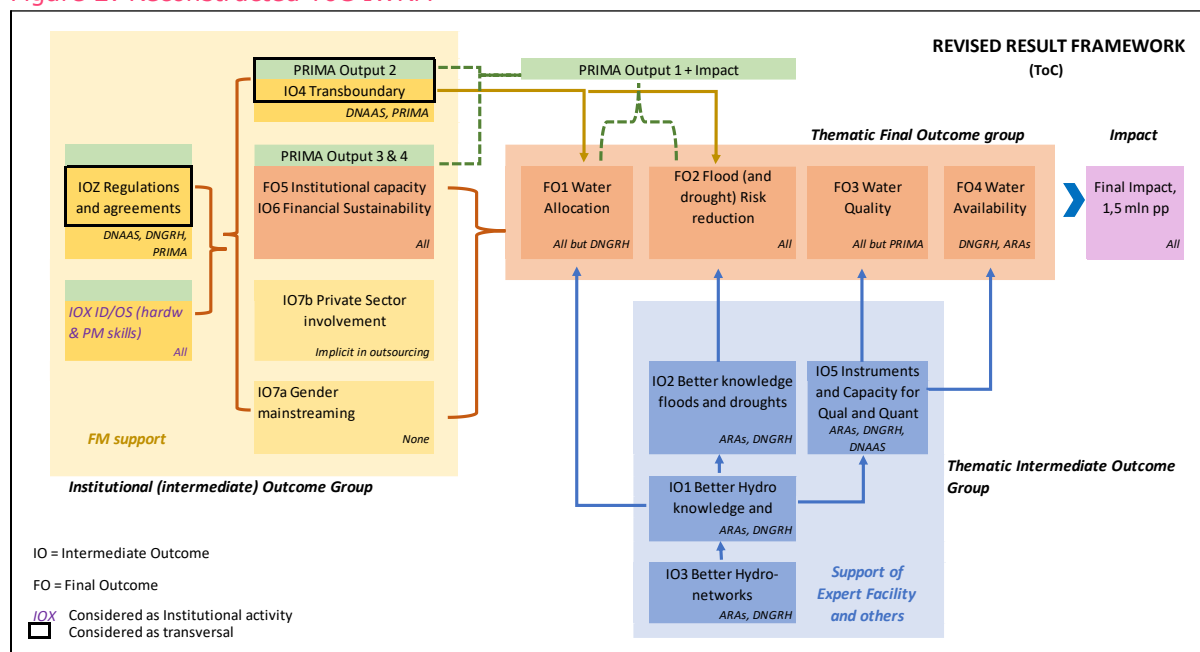 REVISED RESULT FRAMEWORK
(ToC)
PRIMA Output 2
IO4 Transboundary
DNAAS, PRIMA
PRIMA Output 1 + Impact
Thematic Final Outcome group
Impact
IOZ Regulations
and agreements
DNAAS, DNGRH,
PRIMA
PRIMA Output 3 & 4
FO5 Institutional capacity
IO6 Financial Sustainability
All
FO1 Water
Allocation
All but DNGRH
FO2 Flood (and
drought) Risk
reduction
All
FO3 Water
Quality
All but PRIMA
FO4 Water
Availability
DNGRH, ARAs
Final Impact,
1,5 mln pp
All
IOX ID/OS (hardw
& PM skills)
All
IO7b Private Sector
involvement
Implicit in outsourcing
IO7a Gender
mainstreaming
None
FM support
Institutional (intermediate) Outcome Group
IO2 Better knowledge
floods and droughts
ARAs, DNGRH
IO5 Instruments
and Capacity for
Qual and Quant
ARAs, DNGRH,
DNAAS
Thematic Intermediate Outcome
Group
IO1 Better Hydro
knowledge and
ARAs, DNGRH
IO3 Better Hydro-
networks
ARAs, DNGRH
Support of
Expert Facility
and others
IO = Intermediate Outcome
FO = Final Outcome
IOX Considered as Institutional activity
Considered as transversal